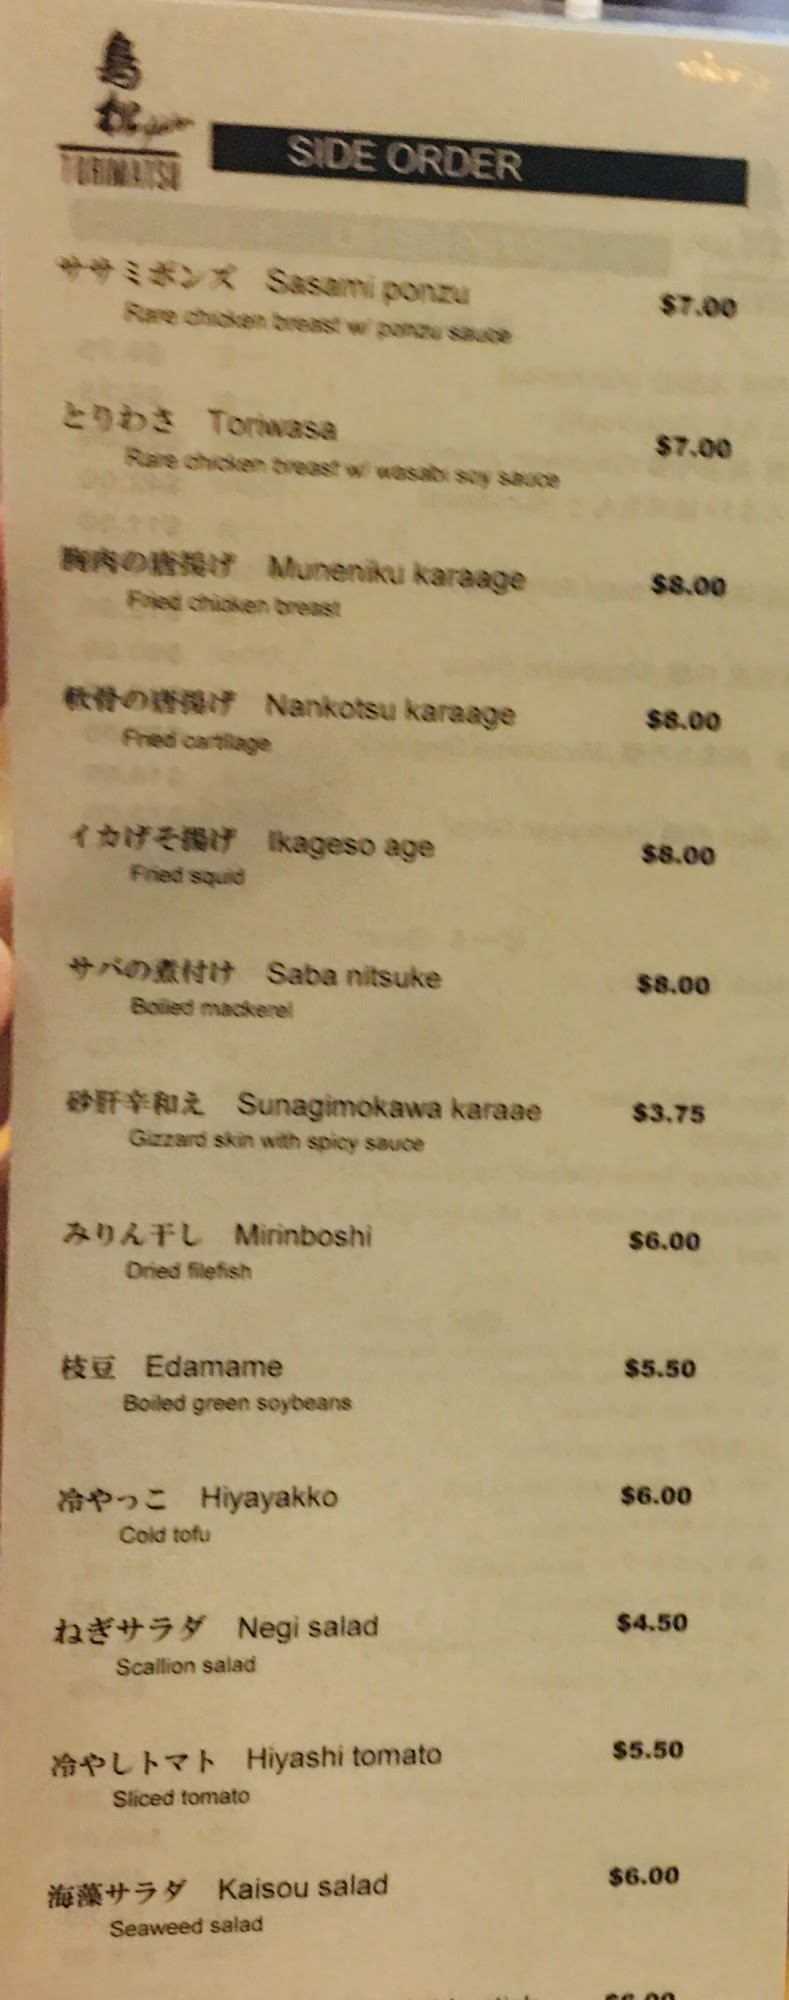 鳥松
TORIMATSU
SIDE ORDER
ササミポンズ Sasami ponzu $7.00
Rare chicken breast w/ ponzu sauce
とりわさ Toriwasa $7.00
Rare chicken breast w/ wasabi soy sauce
胸肉の唐揚げ Muneniku karaage $8.00
Fried chicken breast
軟骨の唐揚げ Nankotsu karaage $8.00
Fried cartilage
イカげそ揚げ Ikageso age $8.00
Fried squid
サバの煮付け Saba nitsuke $8.00
Boiled mackerel
砂肝辛和え Sunagimokawa karaae $3.75
Gizzard skin with spicy sauce
みりん干し Mirinboshi $6.00
Dried filefish
枝豆 Edamame $5.50
Boiled green soybeans
冷やっこ Hiyayakko $6.00
Cold tofu
ねぎサラダ Negi salad $4.50
Scallion salad
冷やしトマト Hiyashi tomato $5.50
Sliced tomato
海藻サラダ Kaisou salad $6.00
Seaweed salad
$6.00